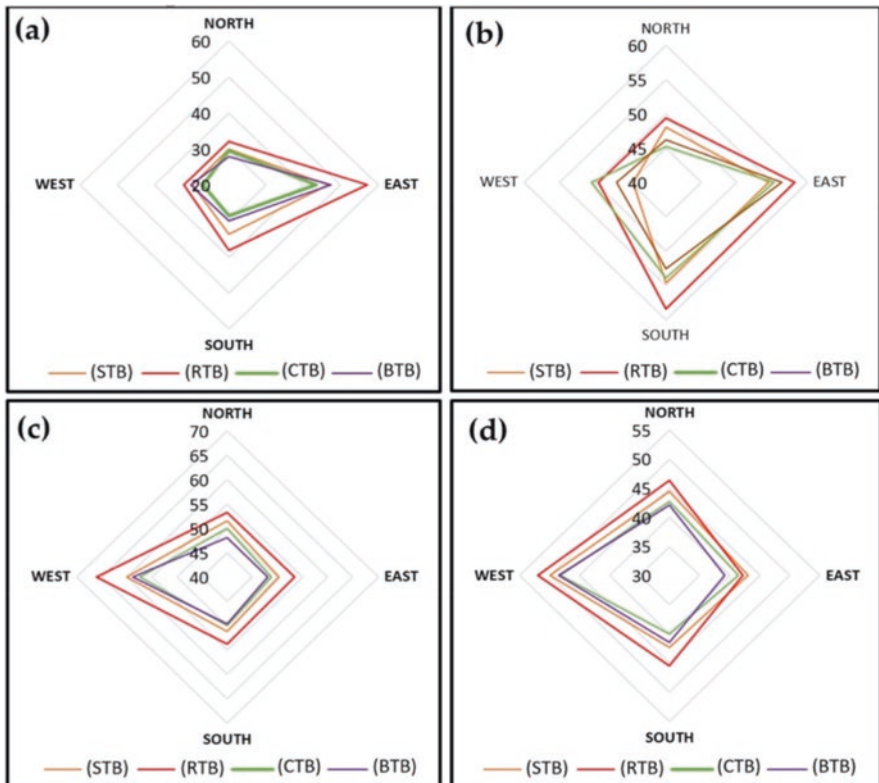 (a)
NORTH
60
50
40
30
WEST
20
EAST
SOUTH
(STB) (RTB) (CTB) (BTB)
(b)
NORTH
60
55
50
45
WEST
40
EAST
SOUTH
(STB) (RTB) (CTB) (BTB)
(c)
NORTH
70
65
60
55
50
45
WEST
40
EAST
SOUTH
(STB) (RTB) (CTB) (BTB)
(d)
NORTH
55
50
45
40
35
WEST
30
EAST
SOUTH
(STB) (RTB) (CTB) (BTB)